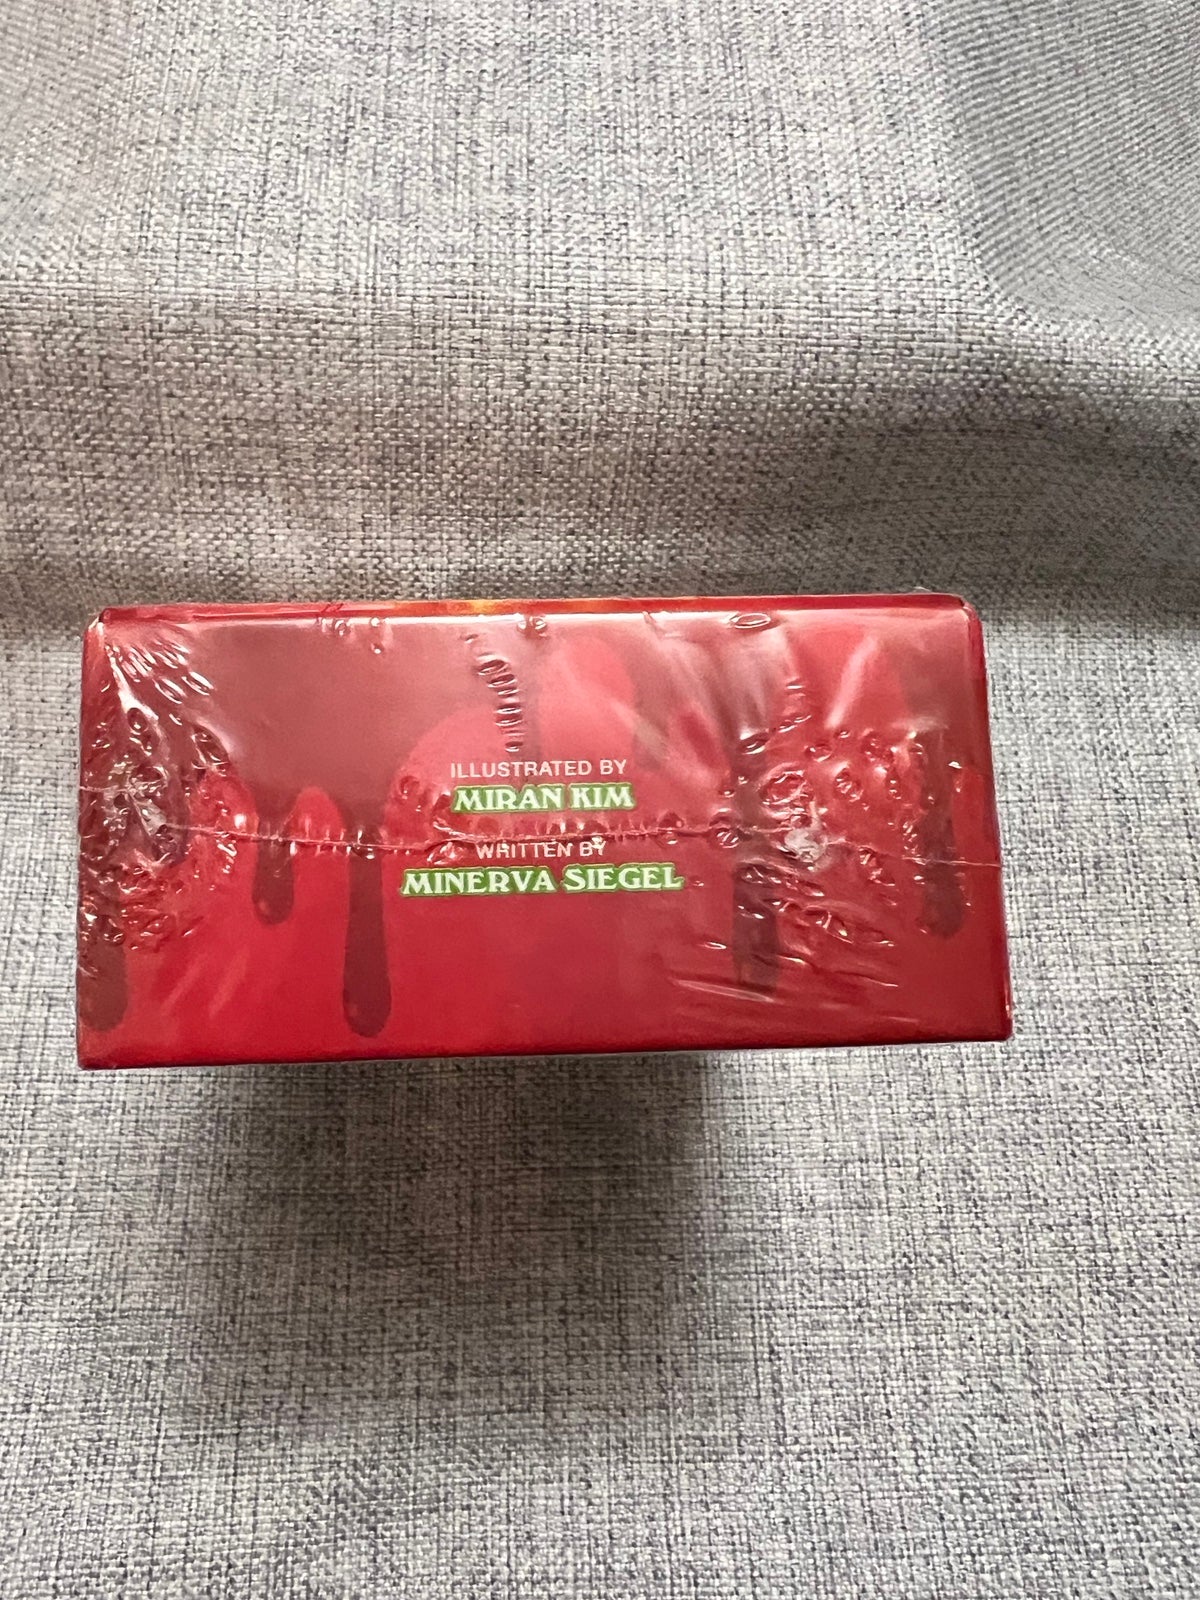 ILLUSTRATED BY
MIRAN KIM
WRITTEN BY
MINERVA SIEGEL